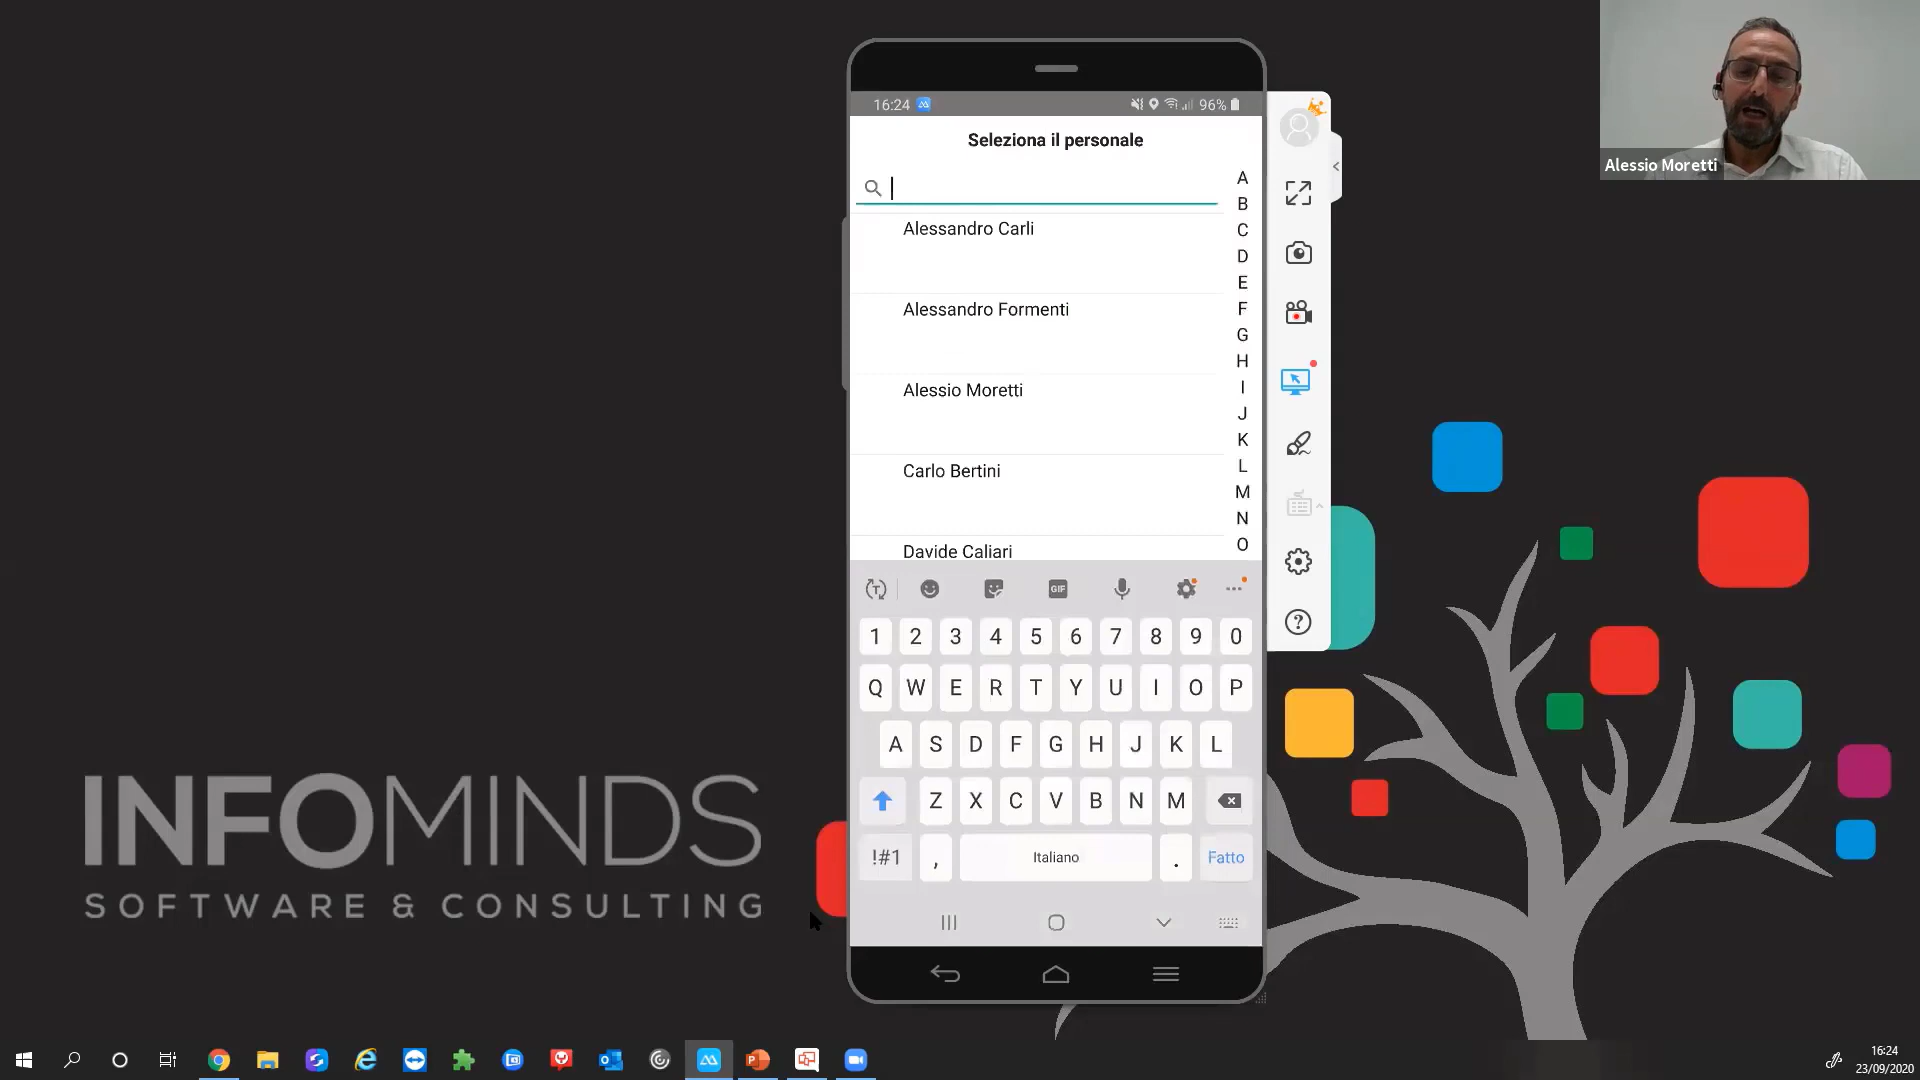 Alessio Moretti
16:24
96%
Seleziona il personale
Alessandro Carli
Alessandro Formenti
Alessio Moretti
Carlo Bertini
Davide Caliari
A
B
C
D
E
F
G
H
I
J
K
L
M
N
O
GIF
1 2 3 4 5 6 7 8 9 0
Q W E R T Y U I O P
A S D F G H J K L
Z X C V B N M
!#1 , Italiano . Fatto
INFOMINDS
SOFTWARE & CONSULTING
16:24
23/09/2020